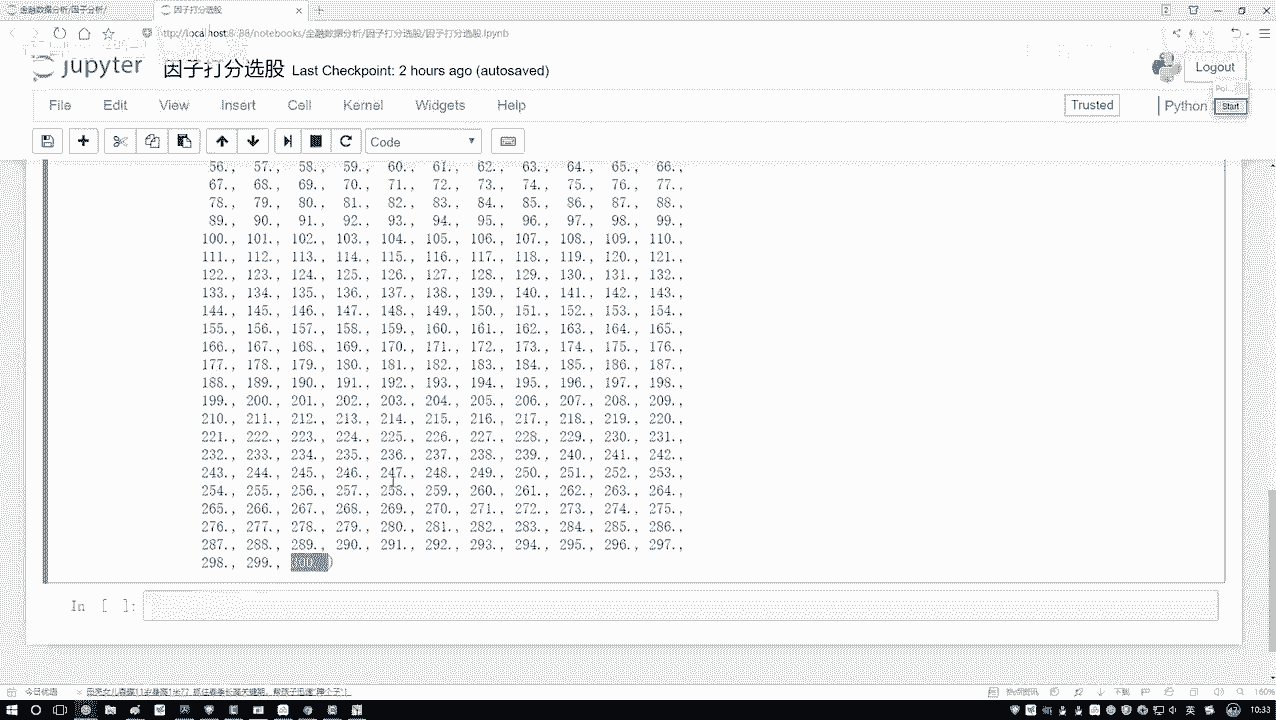 金融数据分析/因子分析/
因子打分选股
localhost:8888/notebooks/金融数据分析/因子打分选股/因子打分选股.ipynb
jupyter 因子打分选股 Last Checkpoint: 2 hours ago (autosaved)
Logout
File Edit View Insert Cell Kernel Widgets Help
Trusted
Python
Start
Code
56., 57., 58., 59., 60., 61., 62., 63., 64., 65., 66.,
67., 68., 69., 70., 71., 72., 73., 74., 75., 76., 77.,
78., 79., 80., 81., 82., 83., 84., 85., 86., 87., 88.,
89., 90., 91., 92., 93., 94., 95., 96., 97., 98., 99.,
100., 101., 102., 103., 104., 105., 106., 107., 108., 109., 110.,
111., 112., 113., 114., 115., 116., 117., 118., 119., 120., 121.,
122., 123., 124., 125., 126., 127., 128., 129., 130., 131., 132.,
133., 134., 135., 136., 137., 138., 139., 140., 141., 142., 143.,
144., 145., 146., 147., 148., 149., 150., 151., 152., 153., 154.,
155., 156., 157., 158., 159., 160., 161., 162., 163., 164., 165.,
166., 167., 168., 169., 170., 171., 172., 173., 174., 175., 176.,
177., 178., 179., 180., 181., 182., 183., 184., 185., 186., 187.,
188., 189., 190., 191., 192., 193., 194., 195., 196., 197., 198.,
199., 200., 201., 202., 203., 204., 205., 206., 207., 208., 209.,
210., 211., 212., 213., 214., 215., 216., 217., 218., 219., 220.,
221., 222., 223., 224., 225., 226., 227., 228., 229., 230., 231.,
232., 233., 234., 235., 236., 237., 238., 239., 240., 241., 242.,
243., 244., 245., 246., 247., 248., 249., 250., 251., 252., 253.,
254., 255., 256., 257., 258., 259., 260., 261., 262., 263., 264.,
265., 266., 267., 268., 269., 270., 271., 272., 273., 274., 275.,
276., 277., 278., 279., 280., 281., 282., 283., 284., 285., 286.,
287., 288., 289., 290., 291., 292., 293., 294., 295., 296., 297.,
298., 299., 300.])
In [ ]:
今日优选
下载
160%
英
10:33